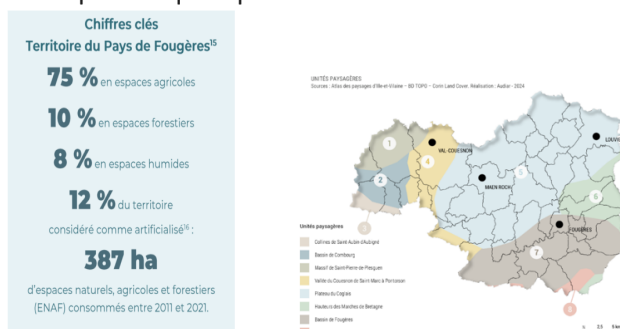 Chiffres clés
Territoire du Pays de Fougères15
75 % en espaces agricoles
10 % en espaces forestiers
8 % en espaces humides
12 % du territoire
considéré comme artificialisé16 :
387 ha
d'espaces naturels, agricoles et forestiers
(ENAF) consommés entre 2011 et 2021.
UNITÉS PAYSAGÈRES
Sources : Atlas des paysages d'Ille-et-Vilaine - BD TOPO - Corin Land Cover. Réalisation : Audiar - 2024
1
2
3
4
5
6
7
8
VAL-COUESNON
MAEN ROCH
LOUVI
FOUGÈRES
Unités paysagères
Collines de Saint-Aubin-d'Aubigné
Bassin de Combourg
Massif de Saint-Pierre-de-Plesguen
Vallée du Couesnon de Saint-Marc à Pontorson
Plateau du Coglais
Hauteurs des Marches de Bretagne
Bassin de Fougères